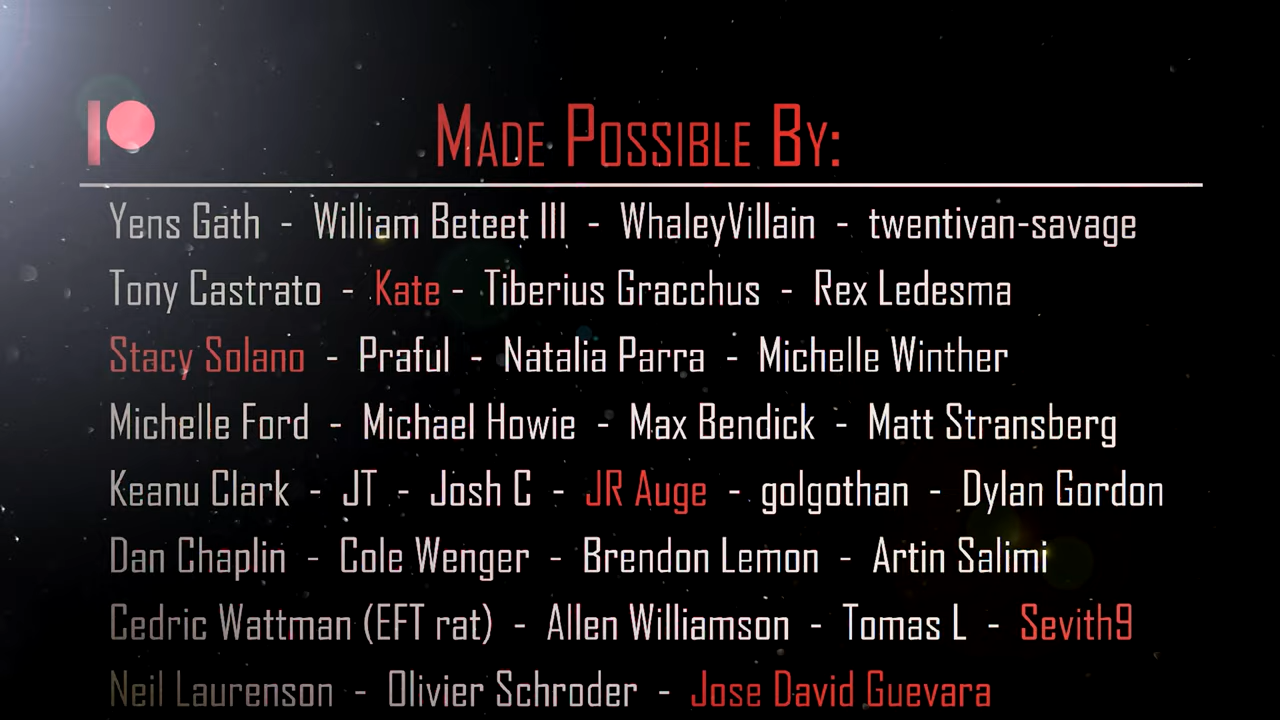 Made Possible By:
Yens Gath - William Beteet III - WhaleyVillain - twentivan-savage
Tony Castrato - Kate - Tiberius Gracchus - Rex Ledesma
Stacy Solano - Praful - Natalia Parra - Michelle Winther
Michelle Ford - Michael Howie - Max Bendick - Matt Stransberg
Keanu Clark - JT - Josh C - JR Auge - golgothan - Dylan Gordon
Dan Chaplin - Cole Wenger - Brendon Lemon - Artin Salimi
Cedric Wattman (EFT rat) - Allen Williamson - Tomas L - Sevith9
Neil Laurenson - Olivier Schroder - Jose David Guevara